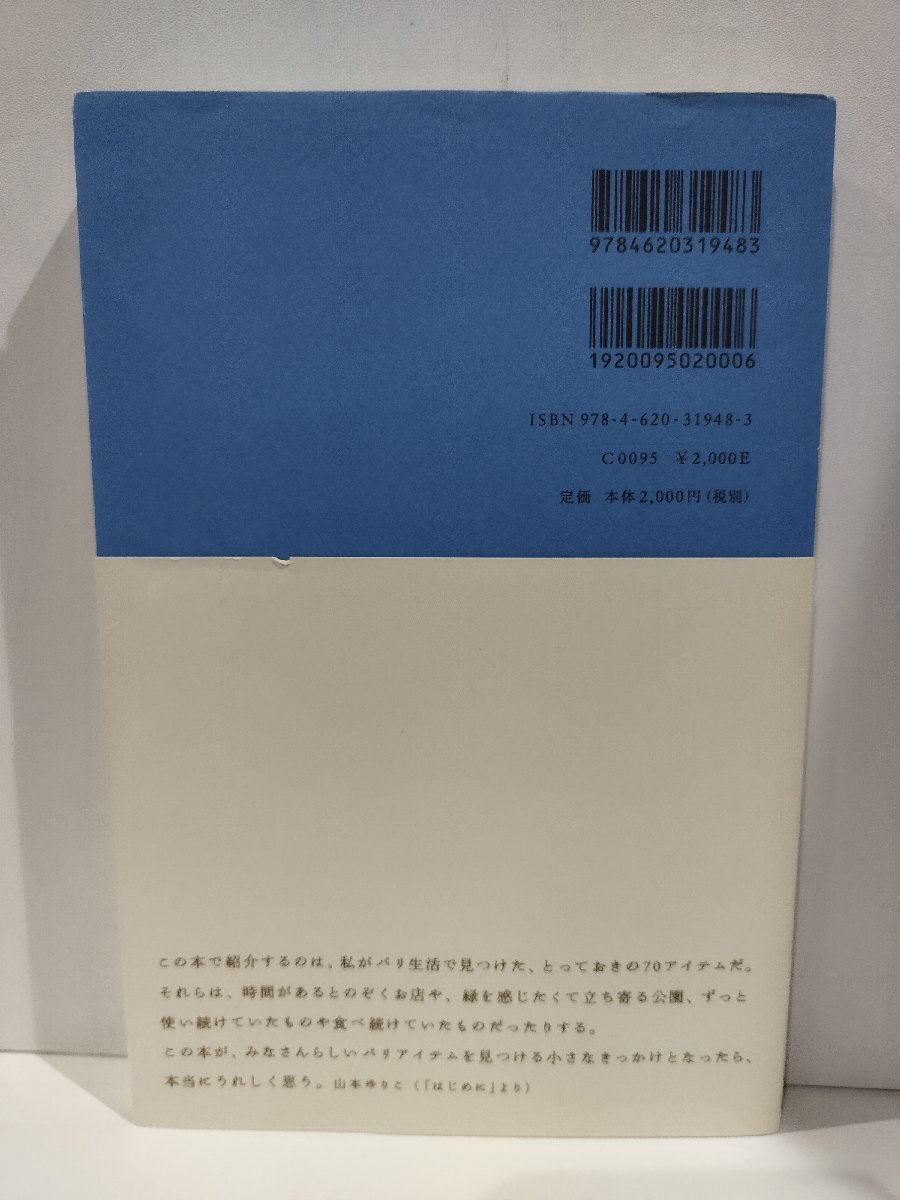 9784620319483
1920095020006
ISBN 978-4-620-31948-3
C0095 ¥2,000E
定価 本体2,000円(税別)
この本で紹介するのは、私がパリ生活で見つけた、とっておきの70アイテムだ。
それらは、時間があるとのぞくお店や、緑を感じたくて立ち寄る公園、ずっと
使い続けていたものや食べ続けていたものだったりする。
この本が、みなさんらしいパリアイテムを見つける小さなきっかけとなったら、
本当にうれしく思う。山本ゆりこ(「はじめに」より)